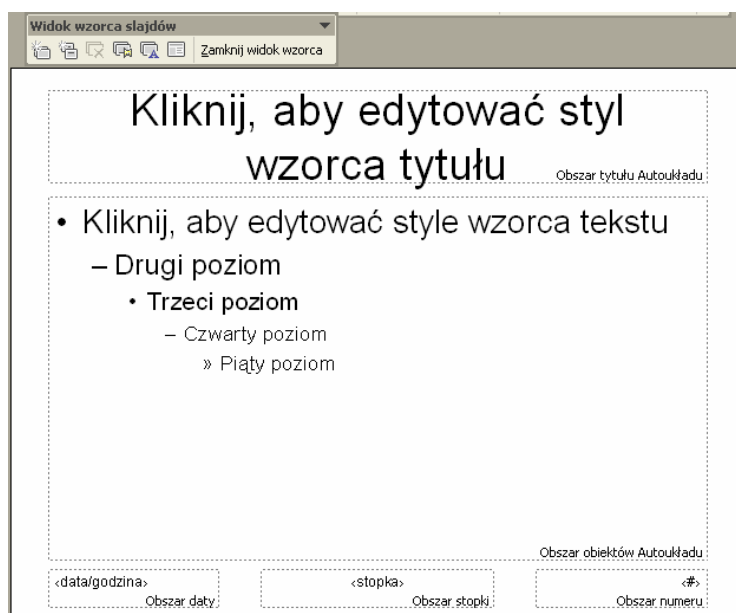 Widok wzorca slajdów
Zamknij widok wzorca
Kliknij, aby edytować styl
wzorca tytułu
Obszar tytułu Autoukładu
• Kliknij, aby edytować style wzorca tekstu
– Drugi poziom
• Trzeci poziom
– Czwarty poziom
» Piąty poziom
Obszar obiektów Autoukładu
‹data/godzina›
Obszar daty
‹stopka›
Obszar stopki
‹#›
Obszar numeru